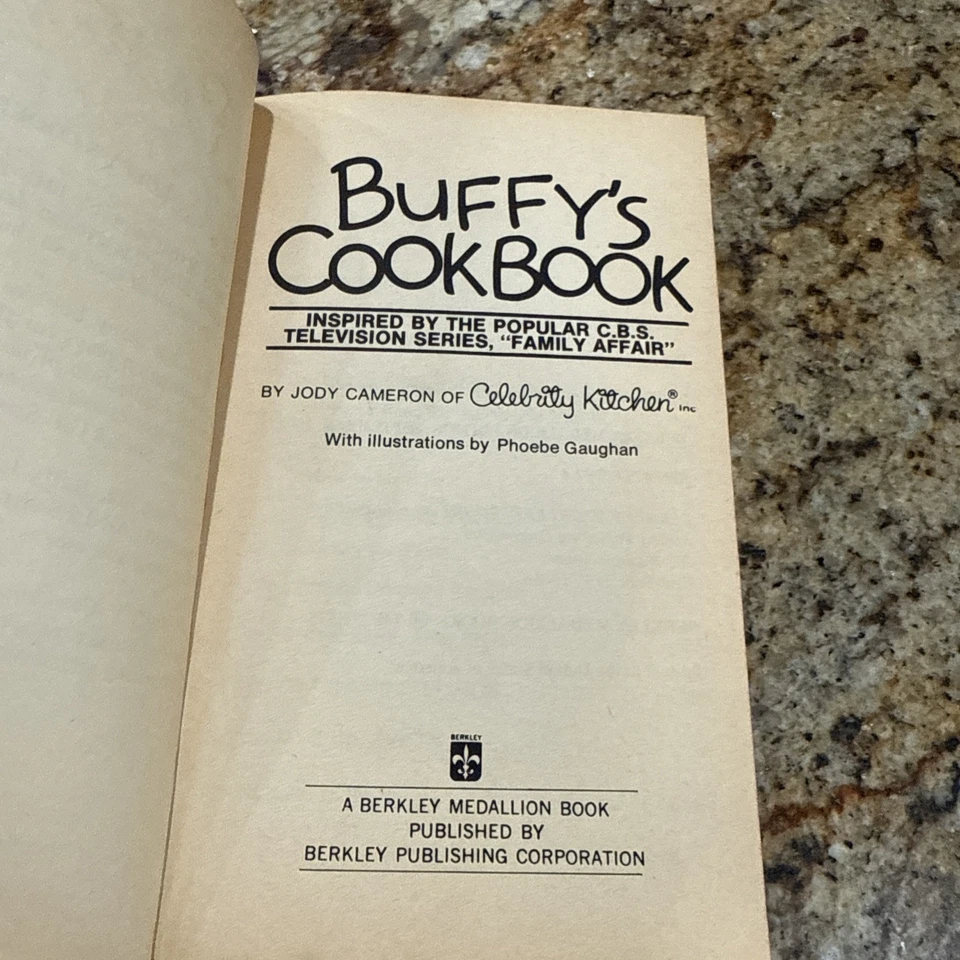 BUFFY'S
COOKBOOK
INSPIRED BY THE POPULAR C.B.S.
TELEVISION SERIES, "FAMILY AFFAIR"
BY JODY CAMERON OF Celebrity Kitchen® Inc
With illustrations by Phoebe Gaughan
BERKLEY
A BERKLEY MEDALLION BOOK
PUBLISHED BY
BERKLEY PUBLISHING CORPORATION